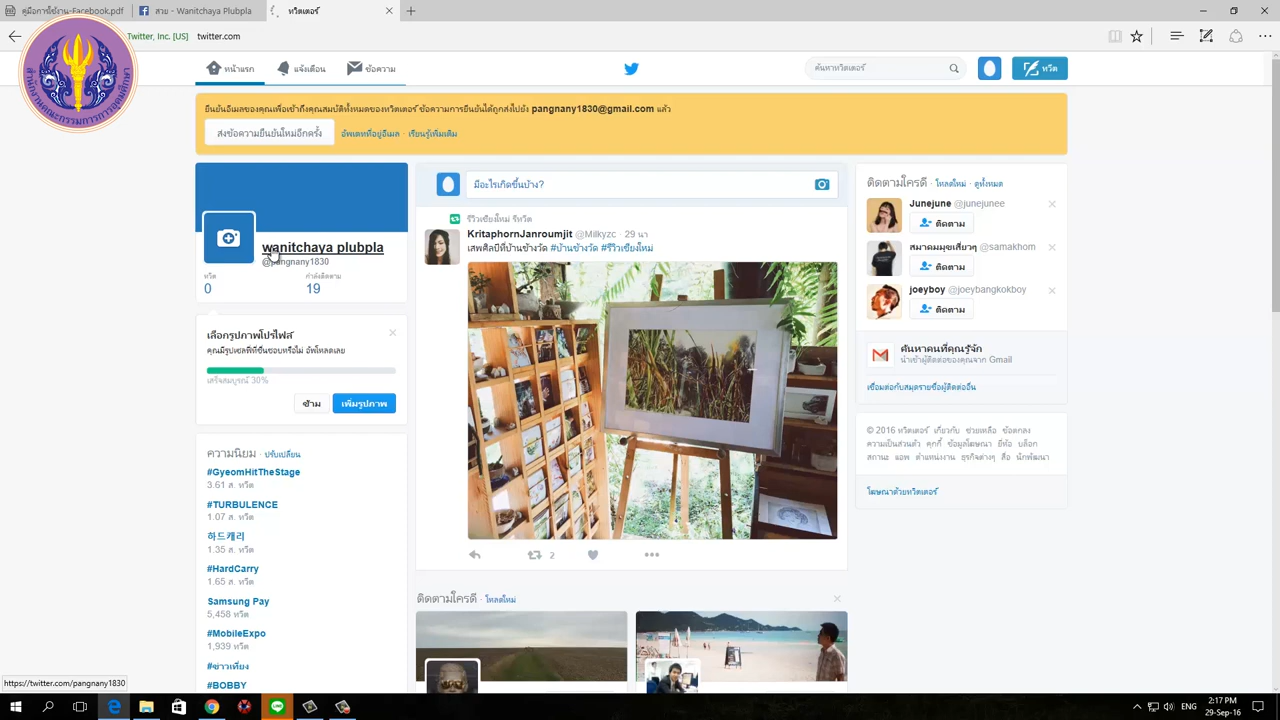 คู่มือการใช้งาน-Facebook.pdf
สวย - Wanitchaya Plubpla
ทวิตเตอร์
Twitter, Inc. [US] twitter.com
หน้าแรก
แจ้งเตือน
ข้อความ
ค้นหาทวิตเตอร์
ทวีต
ยืนยันอีเมลของคุณเพื่อเข้าถึงคุณสมบัติทั้งหมดของทวิตเตอร์ ข้อความการยืนยันได้ถูกส่งไปยัง pangnany1830@gmail.com แล้ว
ส่งข้อความยืนยันใหม่อีกครั้ง
อัพเดทที่อยู่อีเมล · เรียนรู้เพิ่มเติม
wanitchaya plubpla
@pangnany1830
ทวีต
กำลังติดตาม
0
19
เลือกรูปภาพโปรไฟล์
คุณมีรูปเซลฟี่ที่ชื่นชอบหรือไม่ อัพโหลดเลย
เสร็จสมบูรณ์ 30%
ข้าม
เพิ่มรูปภาพ
ความนิยม · ปรับเปลี่ยน
#GyeomHitTheStage
3.61 ส. ทวีต
#TURBULENCE
1.07 ส. ทวีต
하드캐리
1.35 ส. ทวีต
#HardCarry
1.65 ส. ทวีต
Samsung Pay
5,458 ทวีต
#MobileExpo
1,939 ทวีต
#ข่าวเที่ยง
#BOBBY
มีอะไรเกิดขึ้นบ้าง?
รีวิวเชียงใหม่ รีทวีต
KritaphornJanroumjit @Milkyzc · 29 นา
เสพศิลป์ที่บ้านข้างวัด #บ้านข้างวัด #รีวิวเชียงใหม่
2
ติดตามใครดี · โหลดใหม่
ติดตามใครดี · โหลดใหม่ · ดูทั้งหมด
Junejune @junejunee
ติดตาม
สมาคมมุขเสี่ยวๆ @samakhom
ติดตาม
joeyboy @joeybangkokboy
ติดตาม
ค้นหาคนที่คุณรู้จัก
นำเข้าผู้ติดต่อของคุณจาก Gmail
เชื่อมต่อกับสมุดรายชื่อผู้ติดต่ออื่น
© 2016 ทวิตเตอร์ เกี่ยวกับ ช่วยเหลือ ข้อตกลง
ความเป็นส่วนตัว คุกกี้ ข้อมูลโฆษณา ยี่ห้อ บล็อก
สถานะ แอพ ตำแหน่งงาน ธุรกิจต่างๆ สื่อ นักพัฒนา
โฆษณาด้วยทวิตเตอร์
https://twitter.com/pangnany1830
ENG
2:17 PM
29-Sep-16